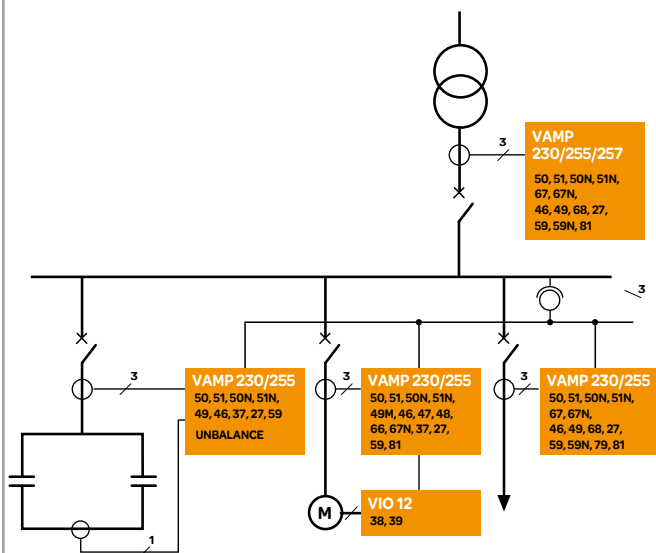 3
VAMP
230/255/257
50, 51, 50N, 51N,
67, 67N,
46, 49, 68, 27,
59, 59N, 81
3
3
VAMP 230/255
50, 51, 50N, 51N,
49, 46, 37, 27, 59
UNBALANCE
3
VAMP 230/255
50, 51, 50N, 51N,
49M, 46, 47, 48,
66, 67N, 37, 27,
59, 81
3
VAMP 230/255
50, 51, 50N, 51N,
67, 67N,
46, 49, 68, 27,
59, 59N, 79, 81
M
VIO 12
38, 39
1